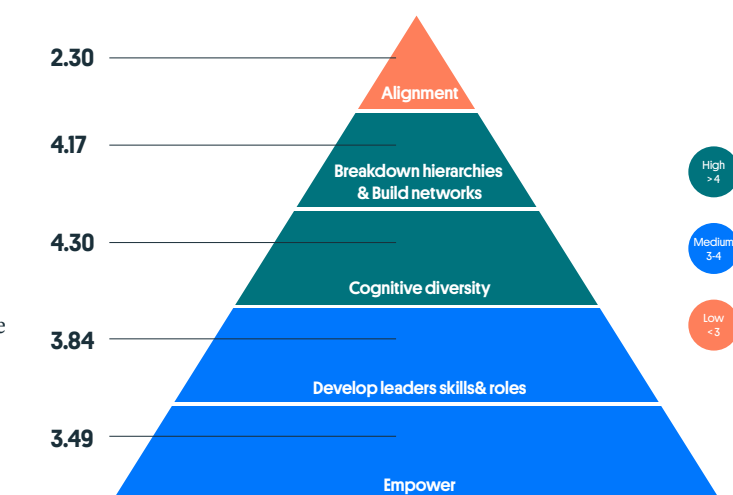 2.30
Alignment
4.17
Breakdown hierarchies
& Build networks
High
>4
4.30
Cognitive diversity
Medium
3-4
e
3.84
Develop leaders skills& roles
Low
<3
3.49
Empower